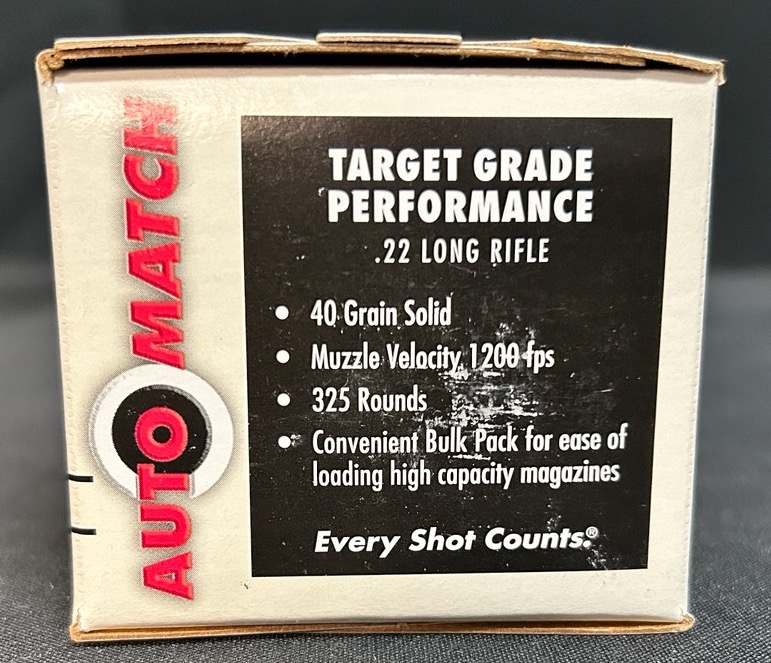 AUTOMATCH
TARGET GRADE
PERFORMANCE
.22 LONG RIFLE
• 40 Grain Solid
• Muzzle Velocity 1200 fps
• 325 Rounds
• Convenient Bulk Pack for ease of
loading high capacity magazines
Every Shot Counts.®